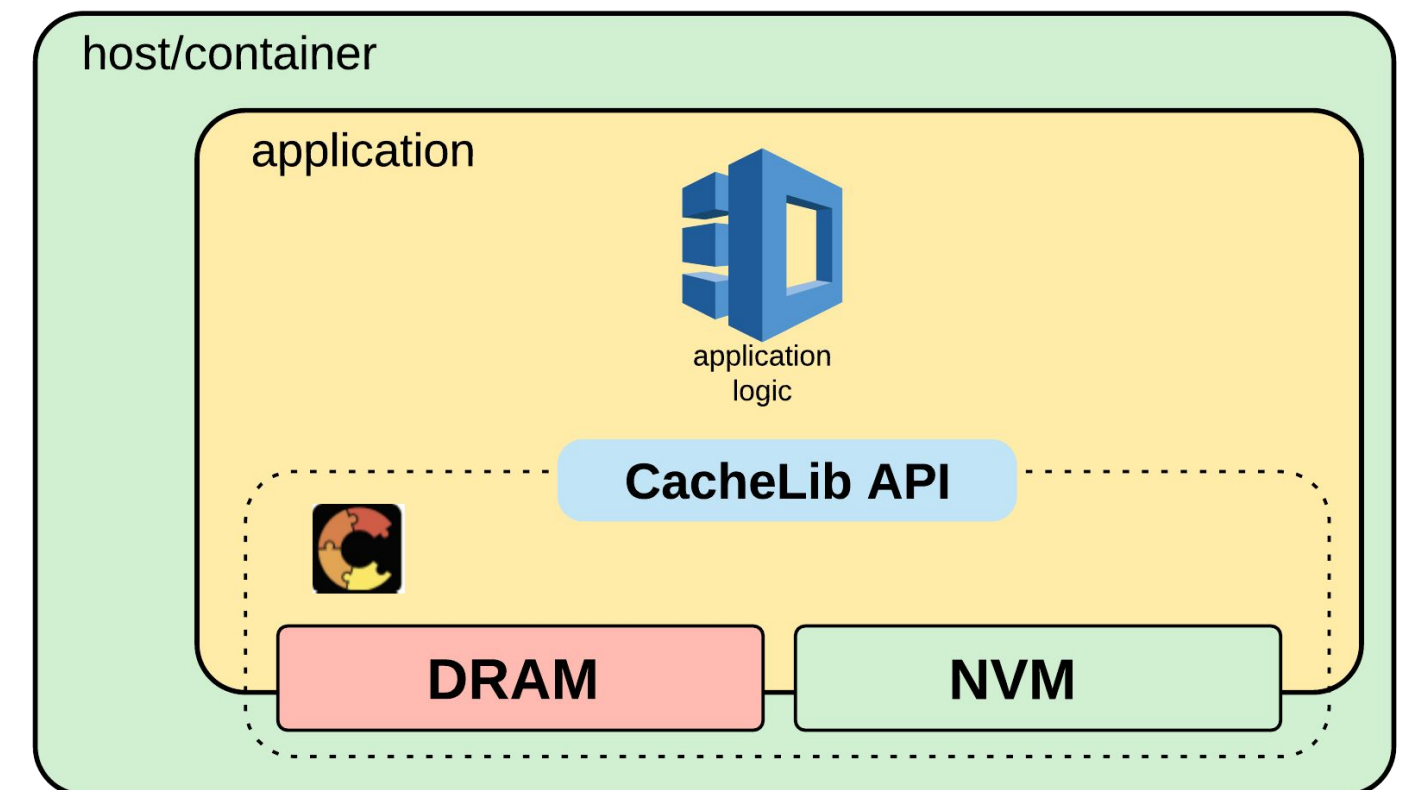 host/container
application
application
logic
CacheLib API
DRAM
NVM